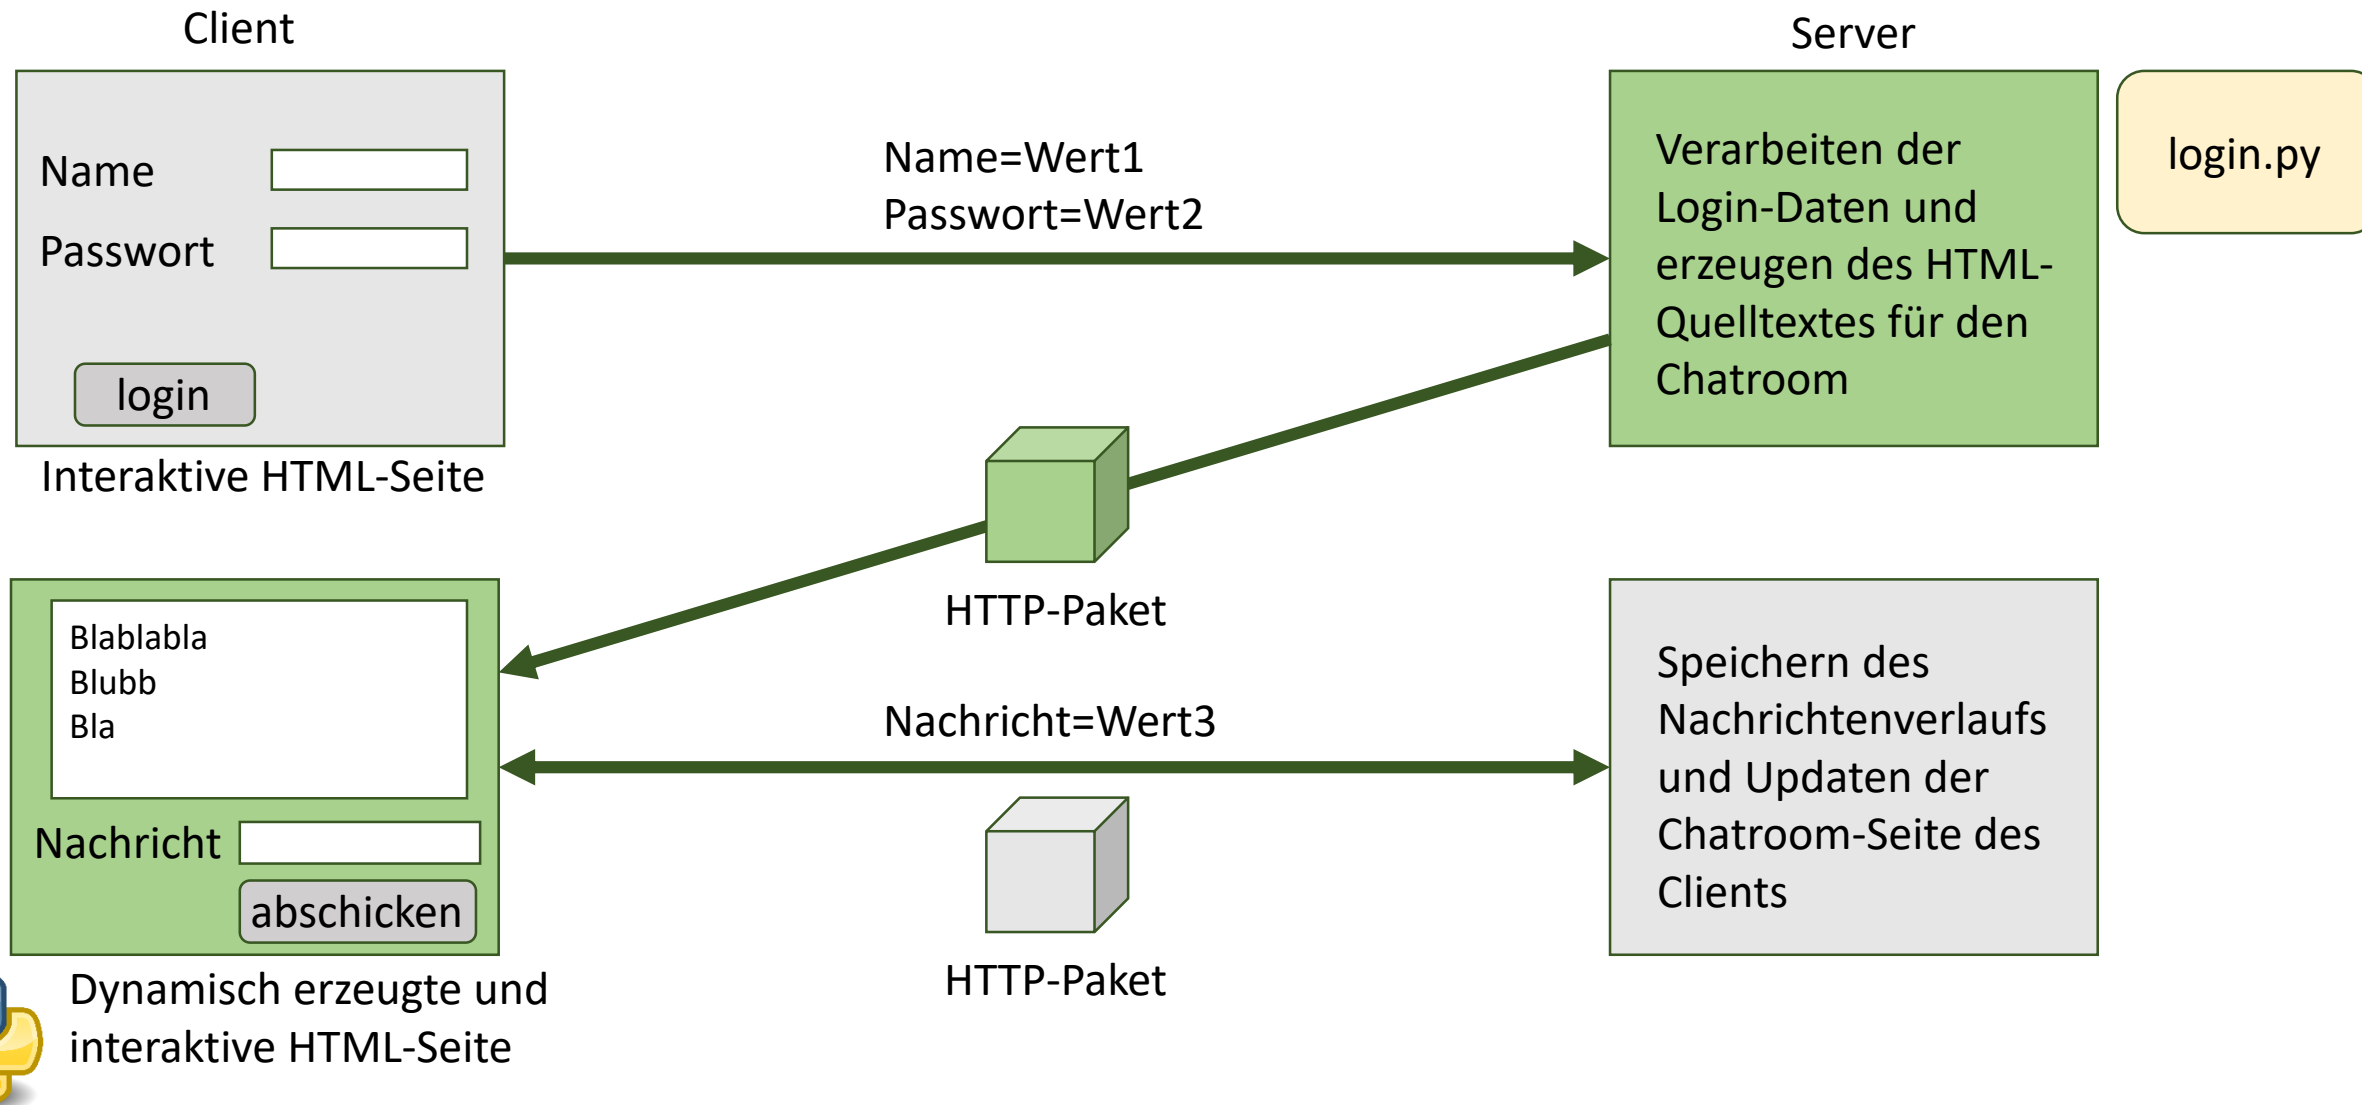 Client
Server
Name
Passwort
login
Interaktive HTML-Seite
Name=Wert1
Passwort=Wert2
Verarbeiten der
Login-Daten und
erzeugen des HTML-
Quelltextes für den
Chatroom
login.py
HTTP-Paket
Blablabla
Blubb
Bla
Nachricht
abschicken
Dynamisch erzeugte und
interaktive HTML-Seite
Nachricht=Wert3
HTTP-Paket
Speichern des
Nachrichtenverlaufs
und Updaten der
Chatroom-Seite des
Clients